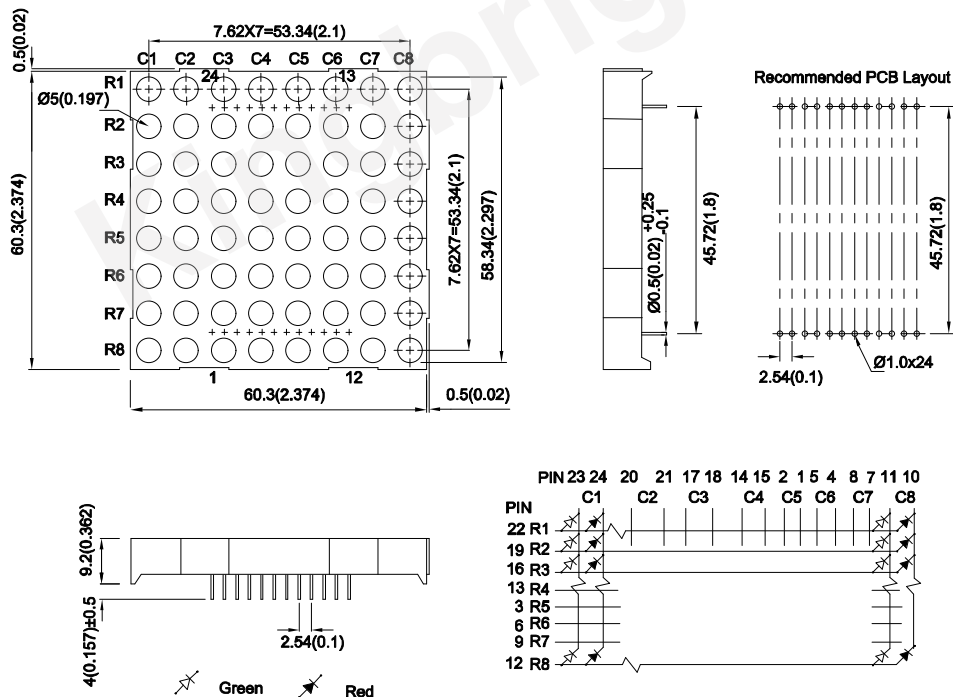 7.62X7=53.34(2.1)
0.5(0.02)
C1 C2 C3 C4 C5 C6 C7 C8
24 13
R1
Ø5(0.197)
R2
R3
R4
R5
R6
R7
R8
60.3(2.374)
7.62X7=53.34(2.1)
58.34(2.297)
1 12
60.3(2.374)
0.5(0.02)
Ø0.5(0.02) +0.25 -0.1
45.72(1.8)
Recommended PCB Layout
45.72(1.8)
2.54(0.1)
Ø1.0x24
9.2(0.362)
4(0.157)±0.5
2.54(0.1)
Green Red
PIN 23 24 20 21 17 18 14 15 2 1 5 4 8 7 11 10
C1 C2 C3 C4 C5 C6 C7 C8
PIN
22 R1
19 R2
16 R3
13 R4
3 R5
6 R6
9 R7
12 R8
Kingbrig